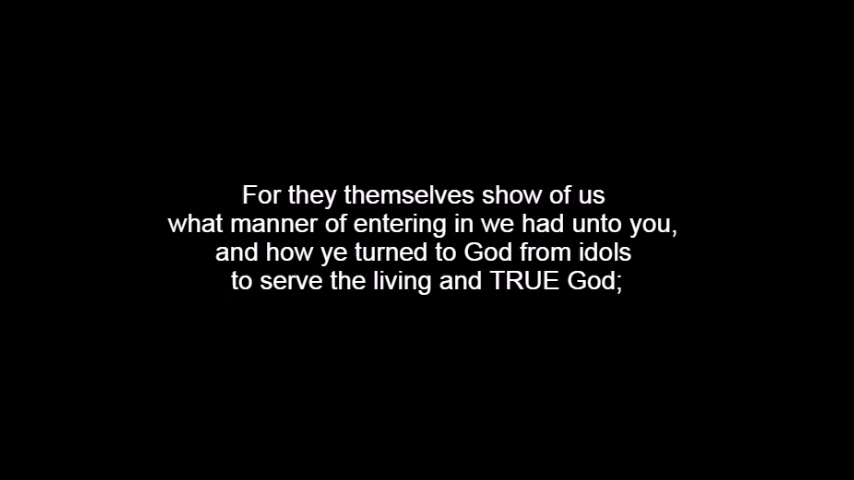 For they themselves show of us
what manner of entering in we had unto you,
and how ye turned to God from idols
to serve the living and TRUE God;